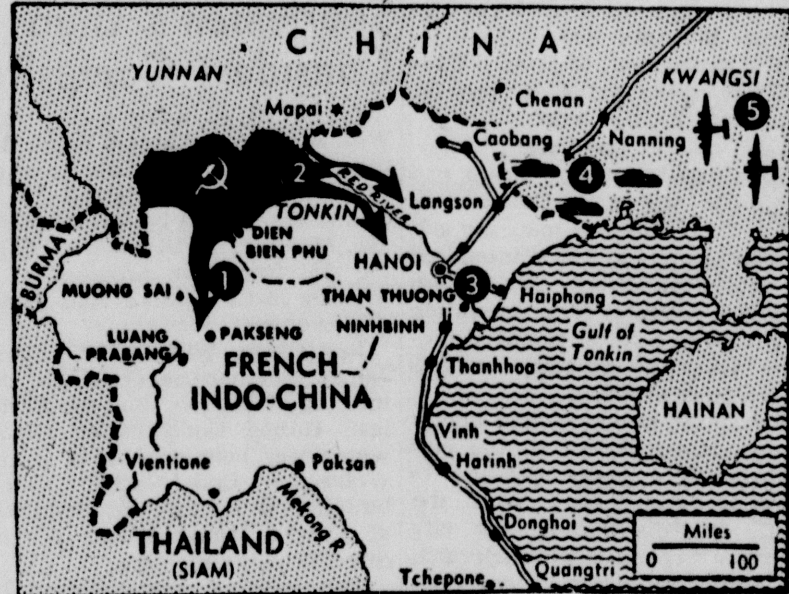 CHINA
YUNNAN
KWANGSI
5
Mapai
Chenan
Caobang
Nanning
2
RED RIVER
4
Langson
TONKIN
DIEN
BIEN PHU
BURMA
HANOI
1
3
MUONG SAI
THAN THUONG
Haiphong
LUANG
PRABANG
PAKSENG
NINHBINH
Gulf of
Tonkin
FRENCH
INDO-CHINA
Thanhhoa
HAINAN
Vinh
Vientiane
Paksan
Hatinh
Mekong R
Donghoi
THAILAND
(SIAM)
Miles
0 100
Tchepone
Quangtri